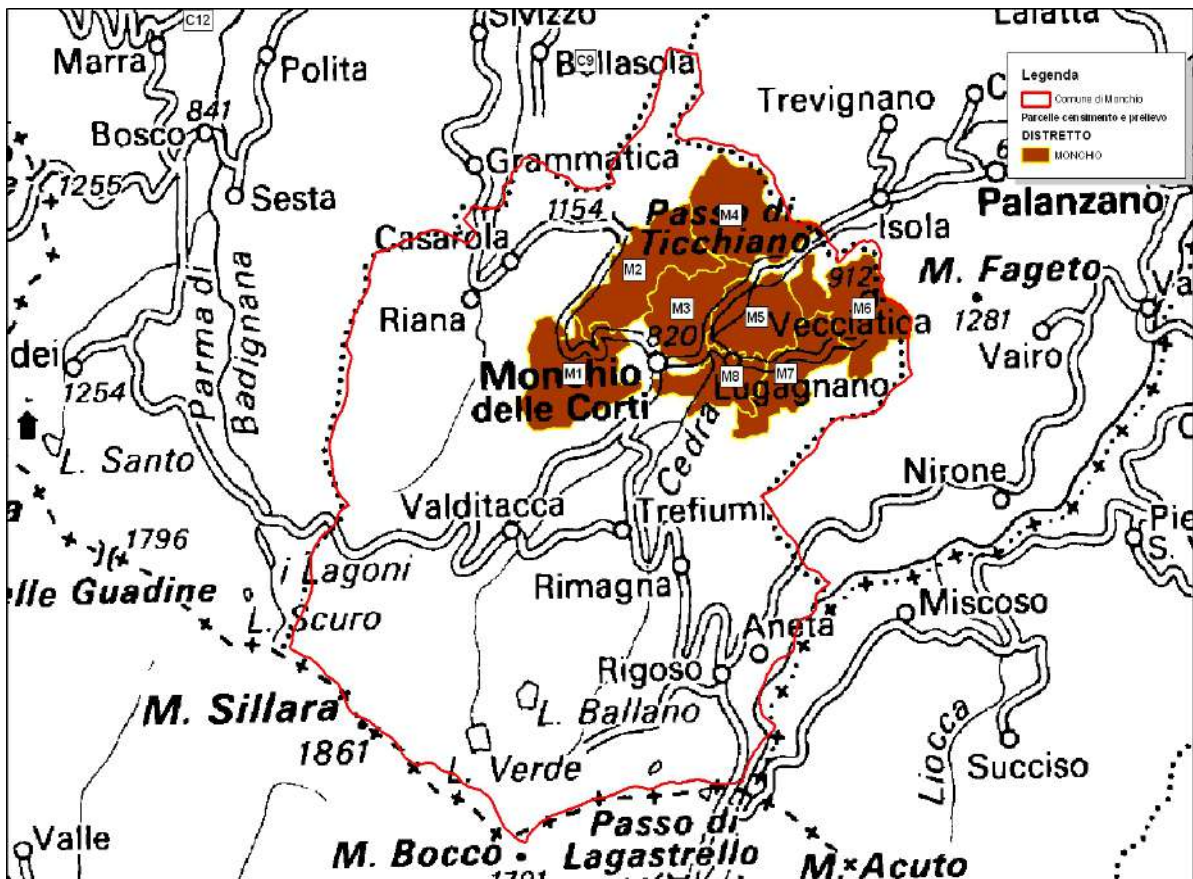 C12
Marra
Polita
Sivizzo
C9
Bosco
841
Trevignano
Legenda
Comune di Monchio
Parcelle censimento e prelievo
DISTRETTO
MONCHIO
1255
Sesta
Grammatica
Palanzano
Casarola
1154
M4
Passo di
Ticchiano
Isola
M2
M. Fageto
912
Riana
M3
M5
M6
820
Vecciatica
1281
Vairo
dei
1254
Parma di
Badignana
M1
Monchio
delle Corti
M8
M7
Lugagnano
Cedra
L. Santo
Nirone
Valditacca
Trefiumi
1796
i Lagoni
Rimagna
elle Guadine
L. Scuro
Miscoso
Aneta
Rigoso
M. Sillara
1861
L. Ballano
L. Verde
Liocca
Succiso
Valle
Passo di
Lagastrello
M. Bocco
M. Acuto